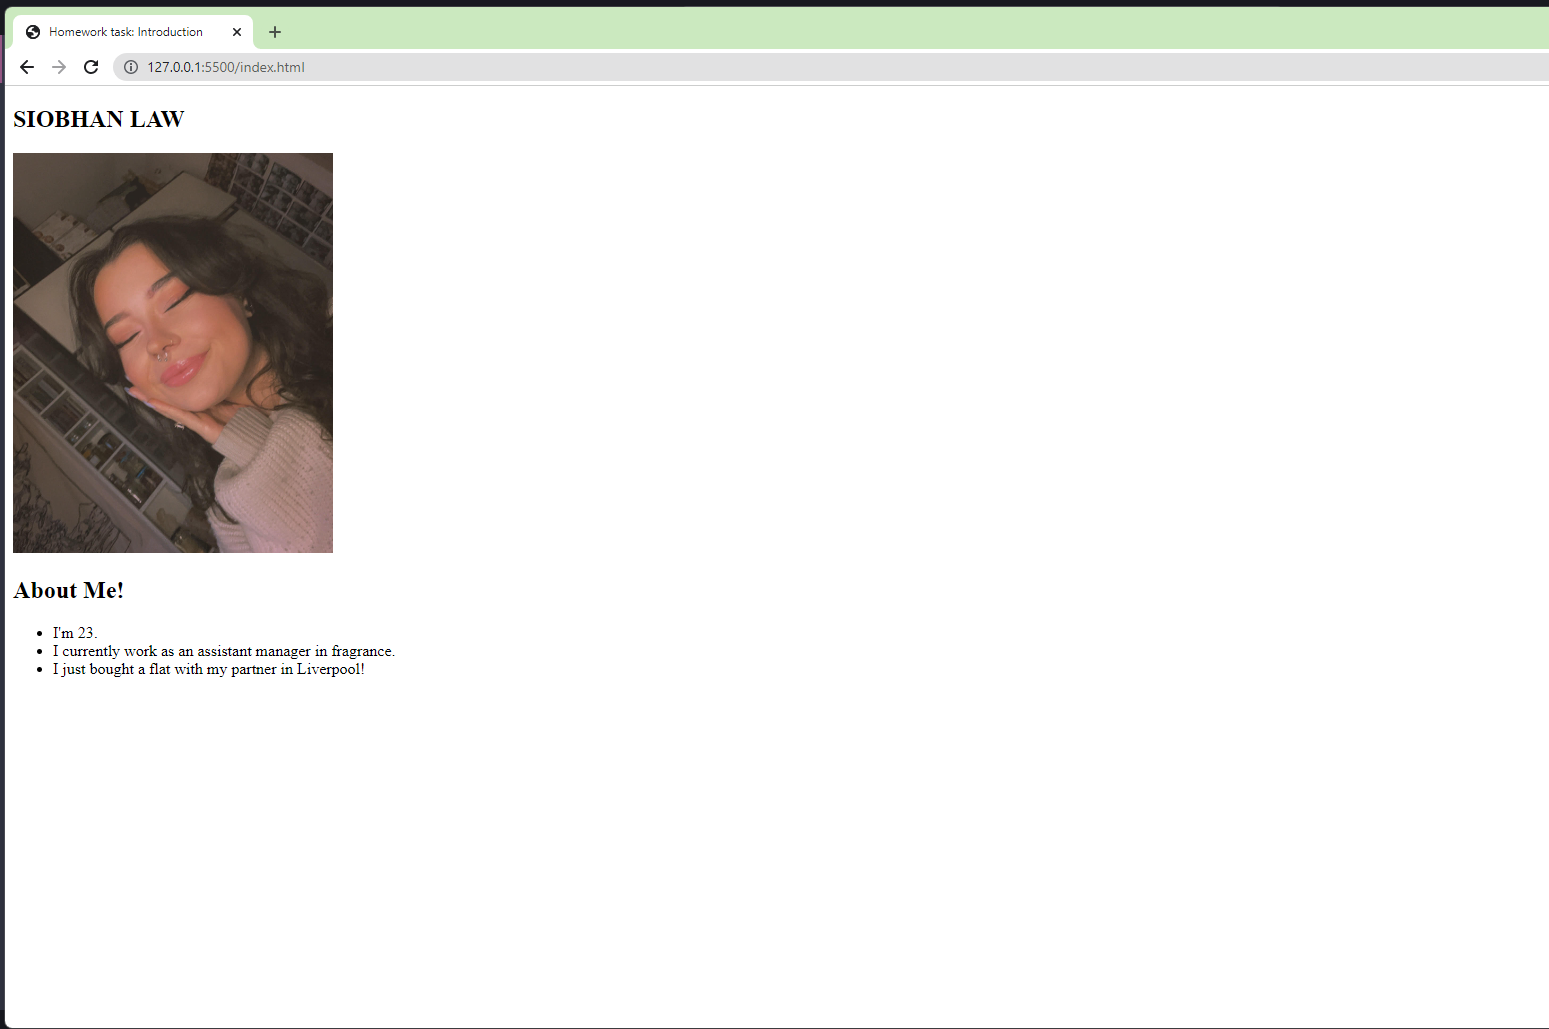 Homework task: Introduction
127.0.0.1:5500/index.html
SIOBHAN LAW
About Me!
I'm 23.
I currently work as an assistant manager in fragrance.
I just bought a flat with my partner in Liverpool!